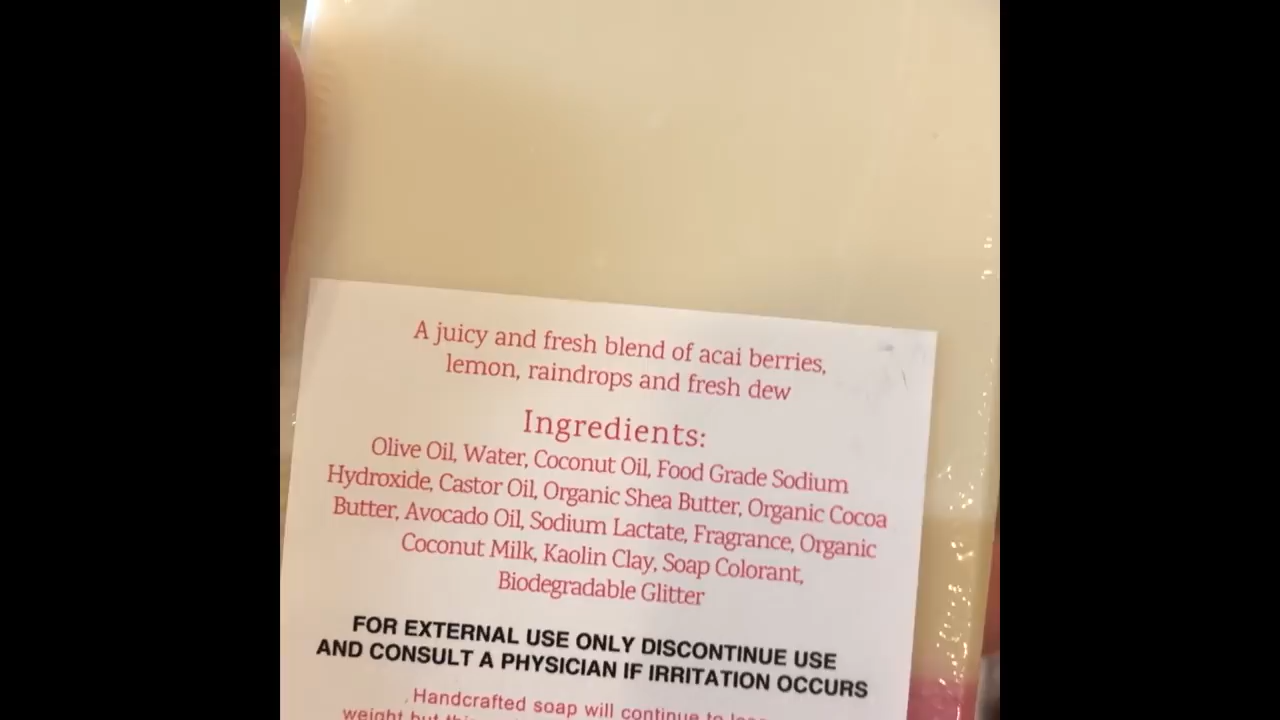 A juicy and fresh blend of acai berries,
lemon, raindrops and fresh dew
Ingredients:
Olive Oil, Water, Coconut Oil, Food Grade Sodium
Hydroxide, Castor Oil, Organic Shea Butter, Organic Cocoa
Butter, Avocado Oil, Sodium Lactate, Fragrance, Organic
Coconut Milk, Kaolin Clay, Soap Colorant,
Biodegradable Glitter
FOR EXTERNAL USE ONLY DISCONTINUE USE
AND CONSULT A PHYSICIAN IF IRRITATION OCCURS
Handcrafted soap will continue to
weight but